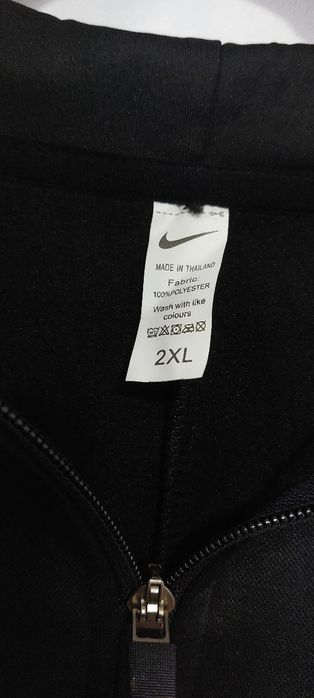 MADE IN THAILAND
Fabric:
100%POLYESTER
Wash with like
colours
2XL